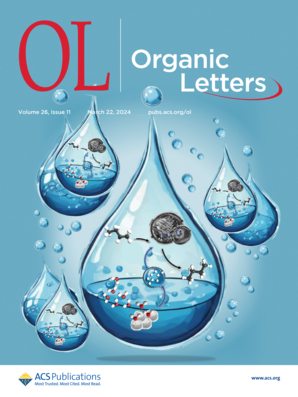 OL
Organic
Letters
Volume 26, Issue 11 March 22, 2024 pubs.acs.org/ol
ACS Publications
Most Trusted. Most Cited. Most Read.
www.acs.org